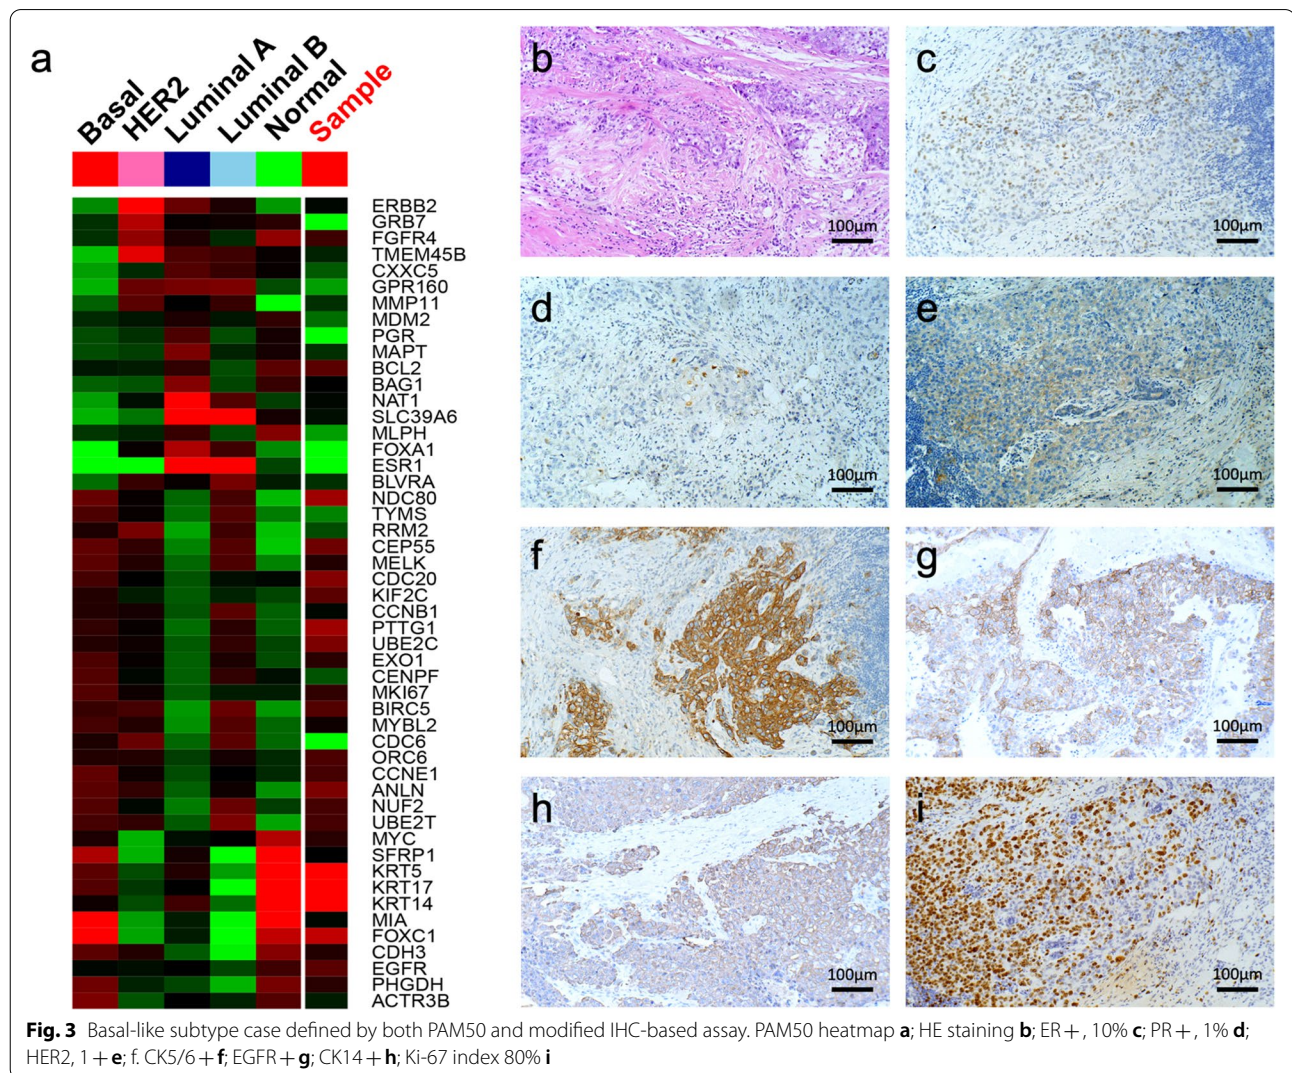 a
Basal
HER2
Luminal A
Luminal B
Normal
Sample
ERBB2
GRB7
FGFR4
TMEM45B
CXXC5
GPR160
MMP11
MDM2
PGR
MAPT
BCL2
BAG1
NAT1
SLC39A6
MLPH
FOXA1
ESR1
BLVRA
NDC80
TYMS
RRM2
CEP55
MELK
CDC20
KIF2C
CCNB1
PTTG1
UBE2C
EXO1
CENPF
MKI67
BIRC5
MYBL2
CDC6
ORC6
CCNE1
ANLN
NUF2
UBE2T
MYC
SFRP1
KRT5
KRT17
KRT14
MIA
FOXC1
CDH3
EGFR
PHGDH
ACTR3B
b
100µm
c
100µm
d
100µm
e
100µm
f
100µm
g
100µm
h
100µm
i
100µm
Fig. 3 Basal-like subtype case defined by both PAM50 and modified IHC-based assay. PAM50 heatmap a; HE staining b; ER+, 10% c; PR+, 1% d;
HER2, 1+e; f. CK5/6+f; EGFR+g; CK14+h; Ki-67 index 80% i